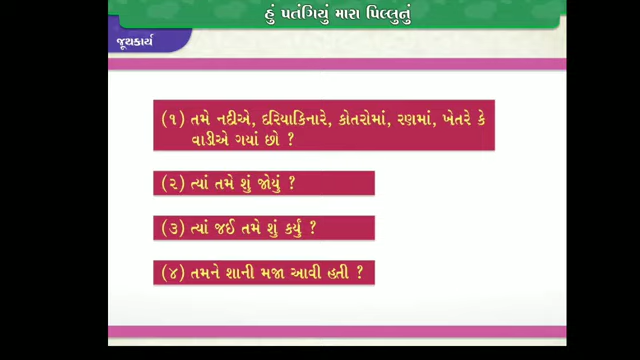 હું પતંગિયું મારા પિલ્લુનું
જૂથકાર્ય
(૧) તમે નદીએ, દરિયાકિનારે, કોતરોમાં, રણમાં, ખેતરે કે
વાડીએ ગયાં છો ?
(૨) ત્યાં તમે શું જોયું ?
(૩) ત્યાં જઈ તમે શું કર્યું ?
(૪) તમને શાની મજા આવી હતી ?